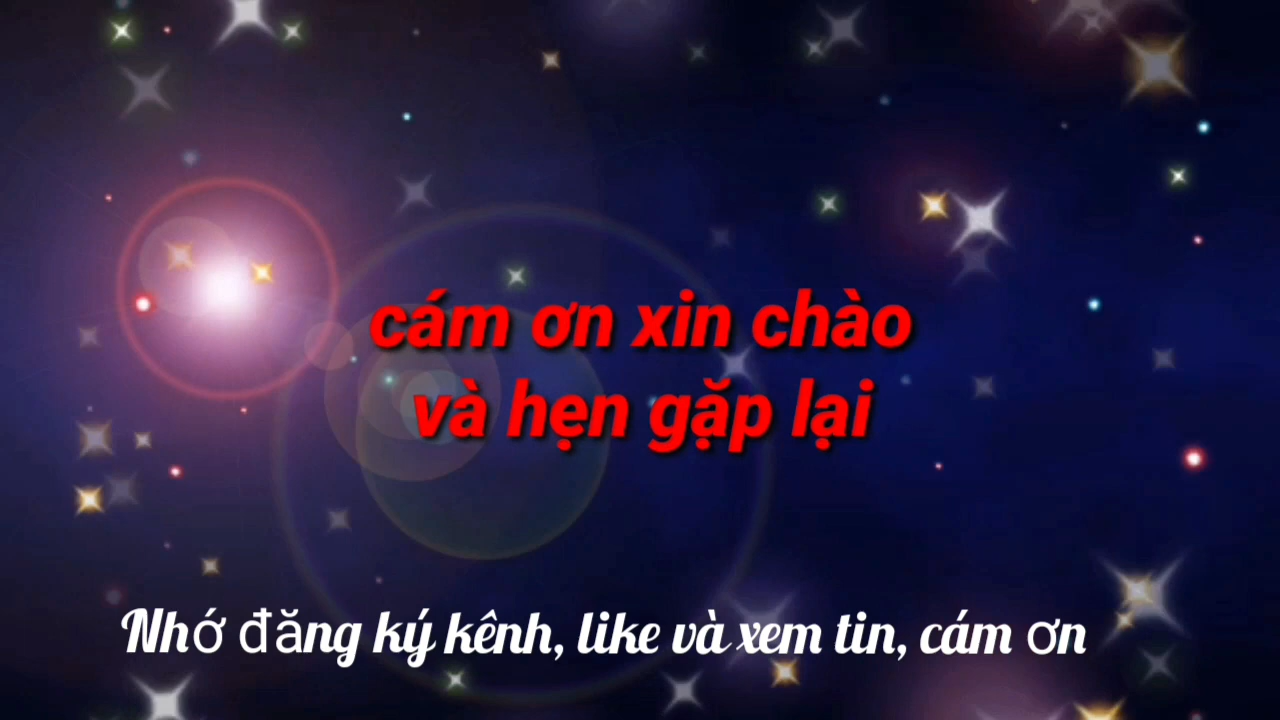 cám ơn xin chào
và hẹn gặp lại
Nhớ đăng ký kênh, like và xem tin, cám ơn